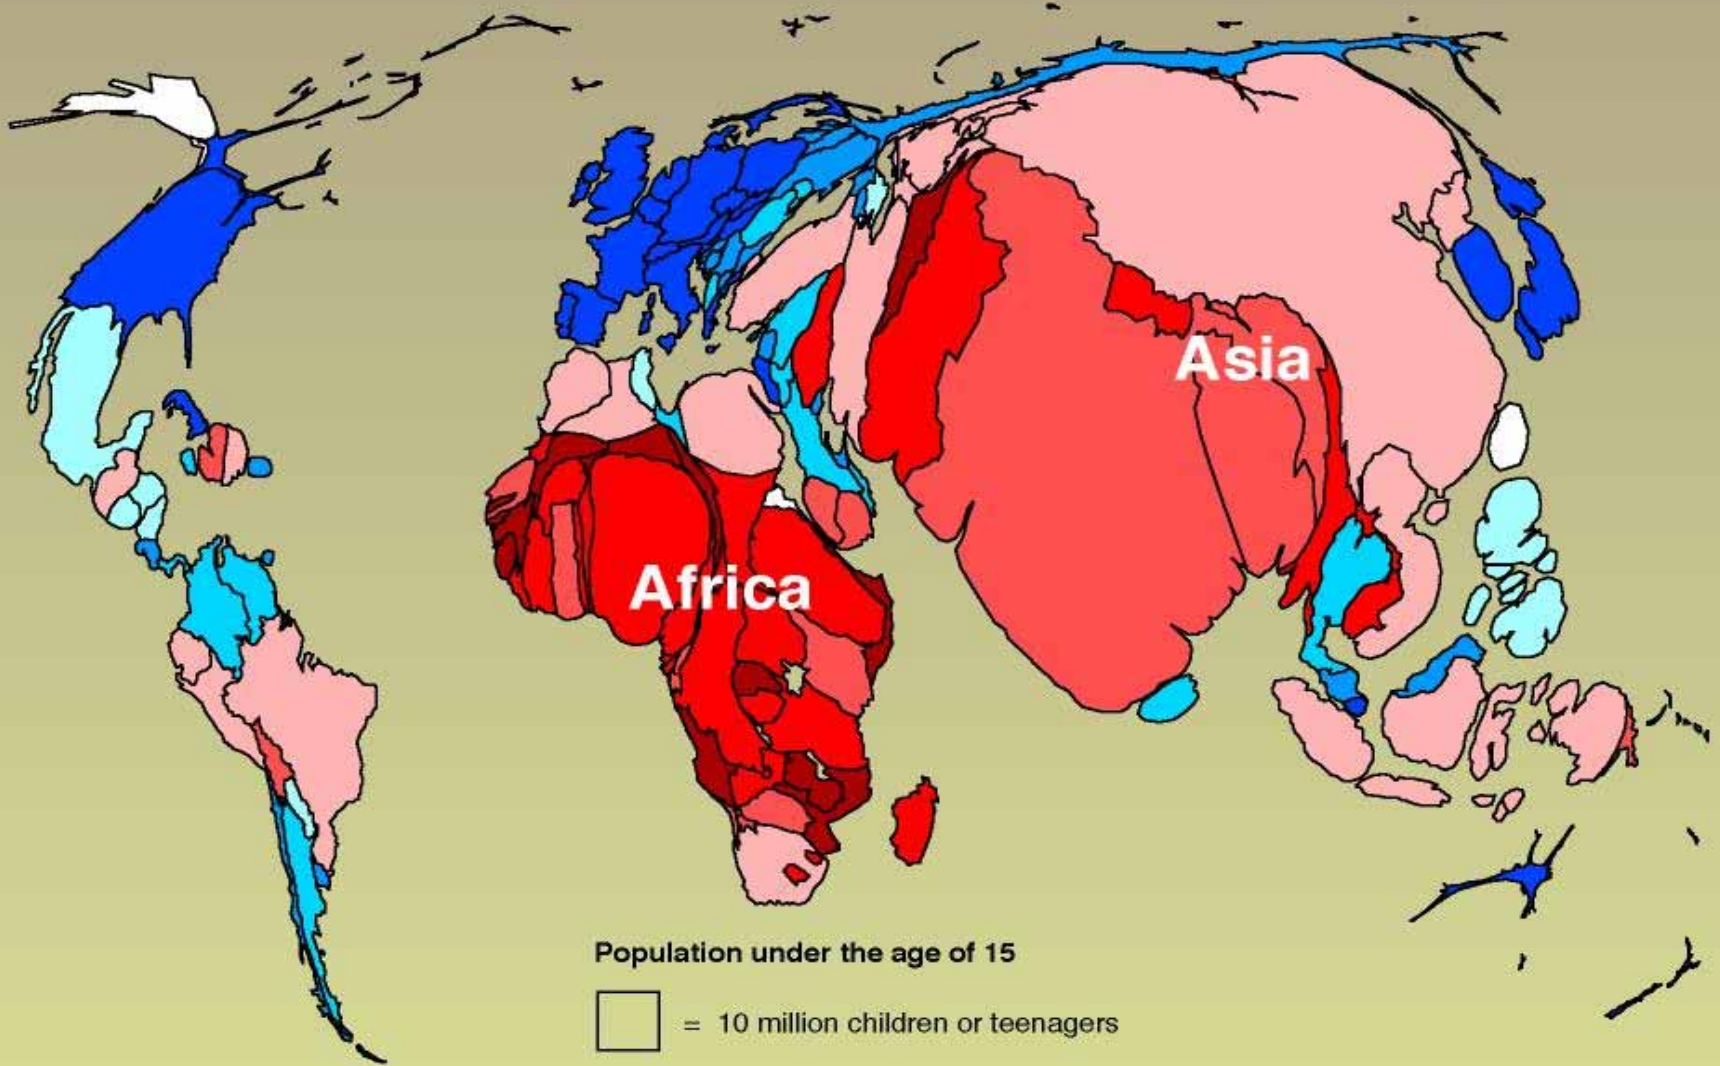 Asia
Africa
Population under the age of 15
= 10 million children or teenagers